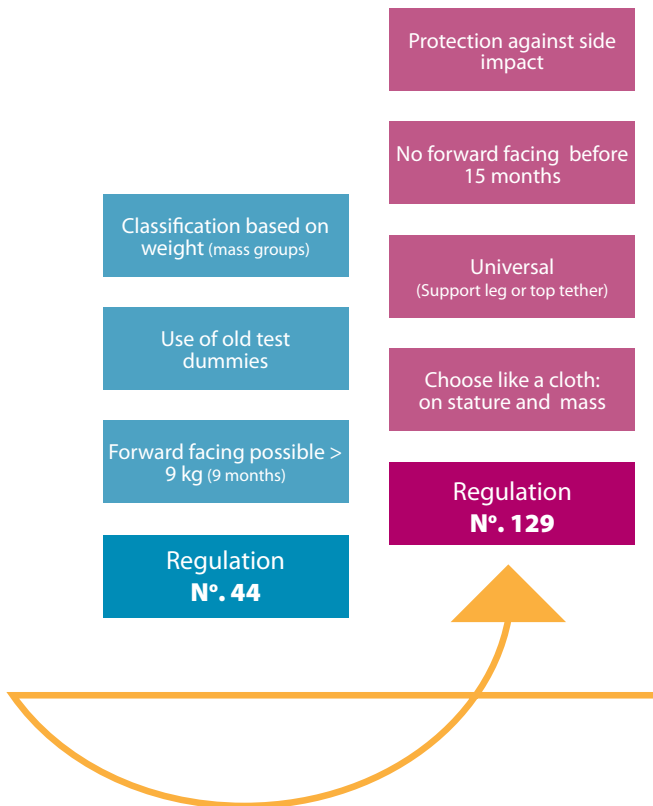 Classification based on
weight (mass groups)
Use of old test
dummies
Forward facing possible >
9 kg (9 months)
Regulation
Nº. 44
Protection against side
impact
No forward facing  before
15 months
Universal
(Support leg or top tether)
Choose like a cloth:
on stature and  mass
Regulation
Nº. 129